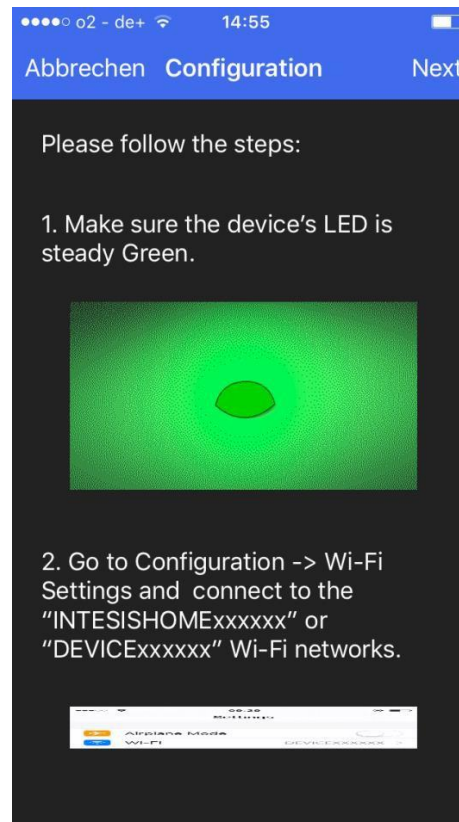 o2 - de+ 14:55
Abbrechen Configuration Next
Please follow the steps:
1. Make sure the device's LED is
steady Green.
2. Go to Configuration -> Wi-Fi
Settings and  connect to the
“INTESISHOMExxxxxx” or
“DEVICExxxxxx” Wi-Fi networks.
Settings
Airplane Mode
Wi-Fi DEVICEXXXXXX